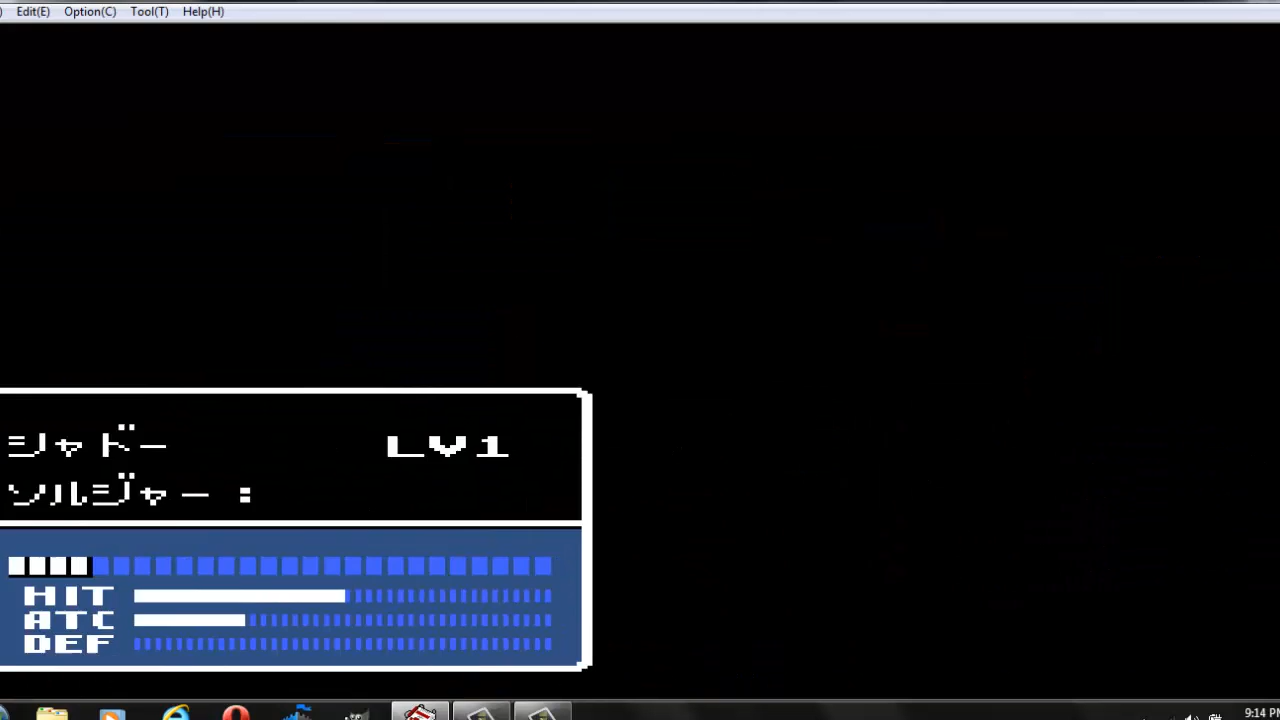 ) Edit(E) Option(C) Tool(T) Help(H)
シャドー LV1
ソルジャー :
HIT
ATC
DEF
9:14 P